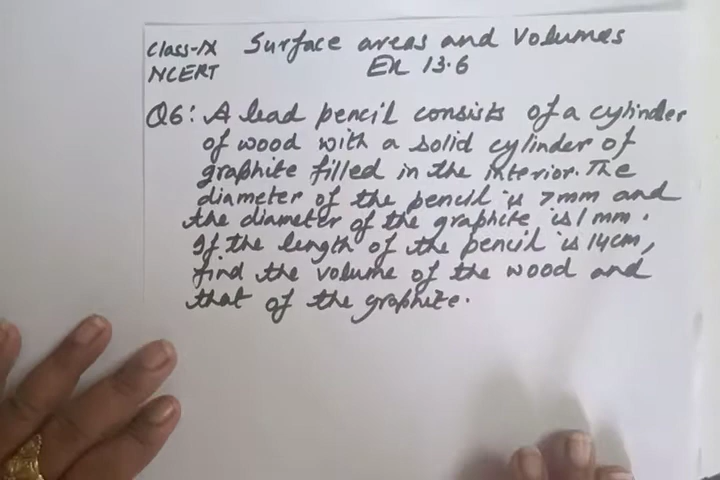 Class-IX Surface areas and Volumes
NCERT Ex 13.6
Q6: A lead pencil consists of a cylinder
of wood with a solid cylinder of
graphite filled in the interior. The
diameter of the pencil is 7mm and
the diameter of the graphite is 1mm.
If the length of the pencil is 14cm,
find the volume of the wood and
that of the graphite.